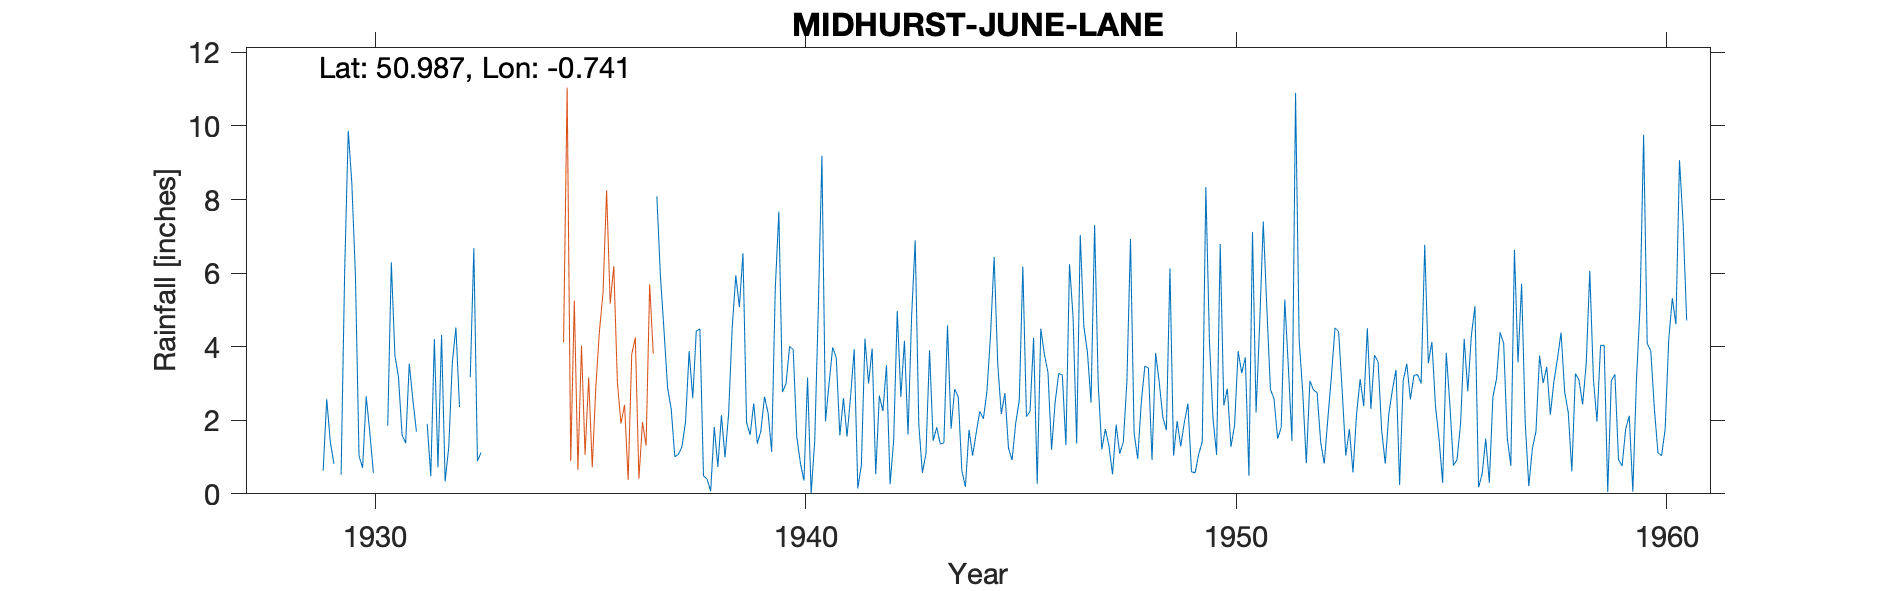 MIDHURST-JUNE-LANE
Lat: 50.987, Lon: -0.741
12
10
8
6
4
2
0
Rainfall [inches]
1930 1940 1950 1960
Year